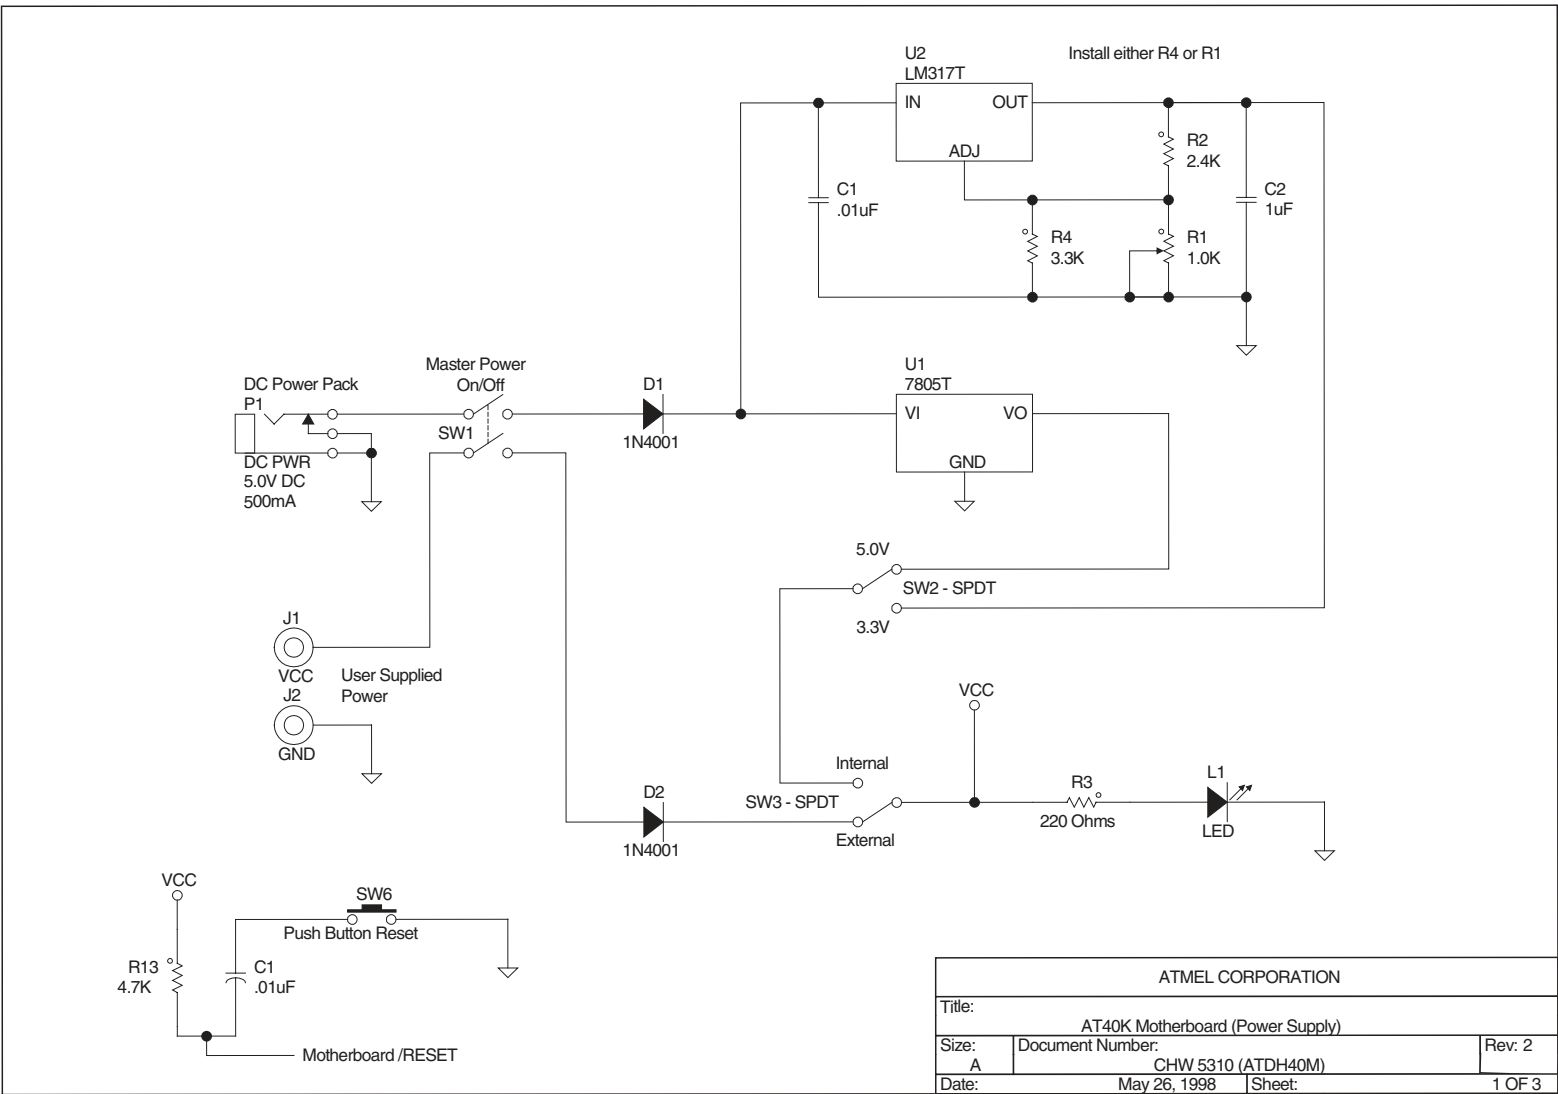 U2
LM317T
Install either R4 or R1
IN
OUT
ADJ
R2
2.4K
C1
.01uF
C2
1uF
R4
3.3K
R1
1.0K
Master Power
On/Off
SW1
DC Power Pack
P1
DC PWR
5.0V DC
500mA
D1
1N4001
U1
7805T
VI
VO
GND
5.0V
SW2 - SPDT
3.3V
J1
VCC
User Supplied
Power
J2
GND
VCC
Internal
SW3 - SPDT
External
D2
1N4001
R3
220 Ohms
L1
LED
VCC
SW6
Push Button Reset
R13
4.7K
C1
.01uF
Motherboard /RESET
ATMEL CORPORATION
Title:
AT40K Motherboard (Power Supply)
Size:
A
Document Number:
CHW 5310 (ATDH40M)
Rev: 2
Date:
May 26, 1998
Sheet:
1 OF 3